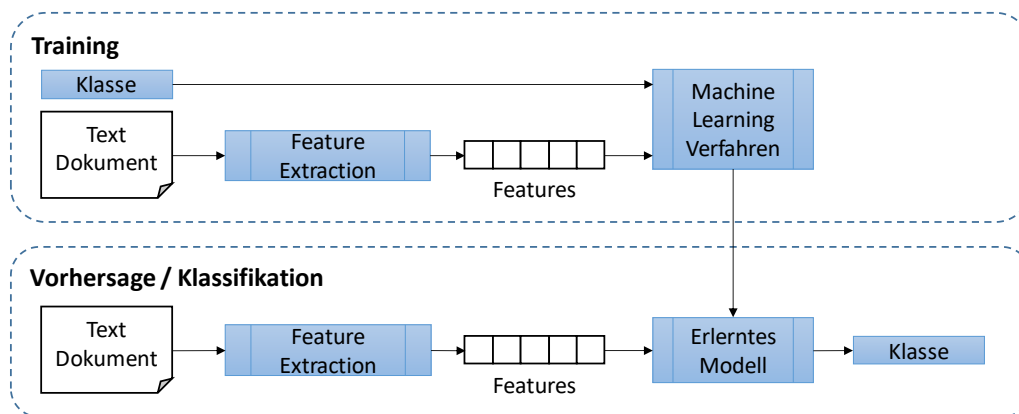 Training
Klasse
Machine
Learning
Verfahren
Text
Dokument
Feature
Extraction
Features
Vorhersage / Klassifikation
Text
Dokument
Feature
Extraction
Features
Erlerntes
Modell
Klasse